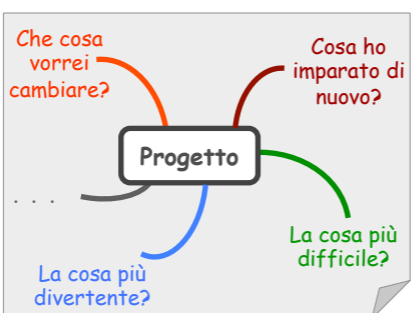 Che cosa
vorrei
cambiare?
Cosa ho
imparato di
nuovo?
Progetto
. . .
La cosa più
difficile?
La cosa più
divertente?